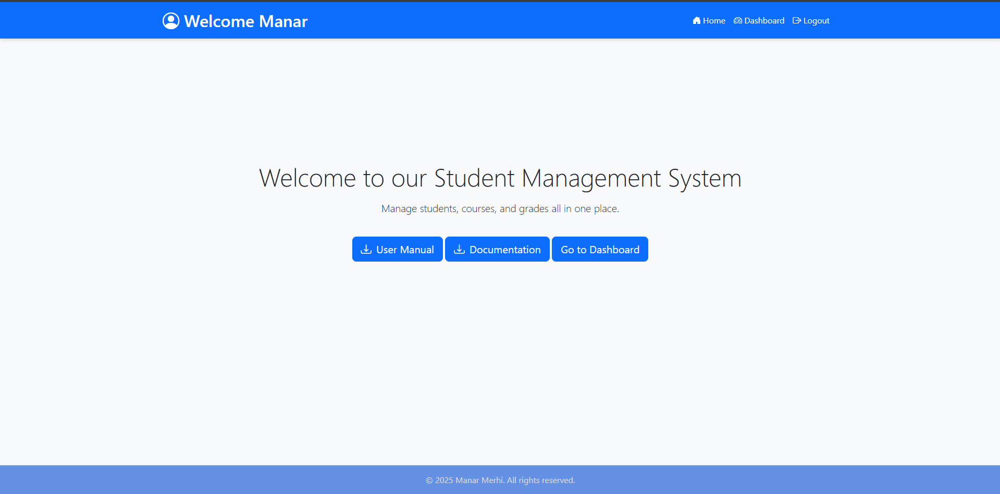 Welcome Manar
Home Dashboard Logout
Welcome to our Student Management System
Manage students, courses, and grades all in one place.
User Manual Documentation Go to Dashboard
© 2025 Manar Merhi. All rights reserved.